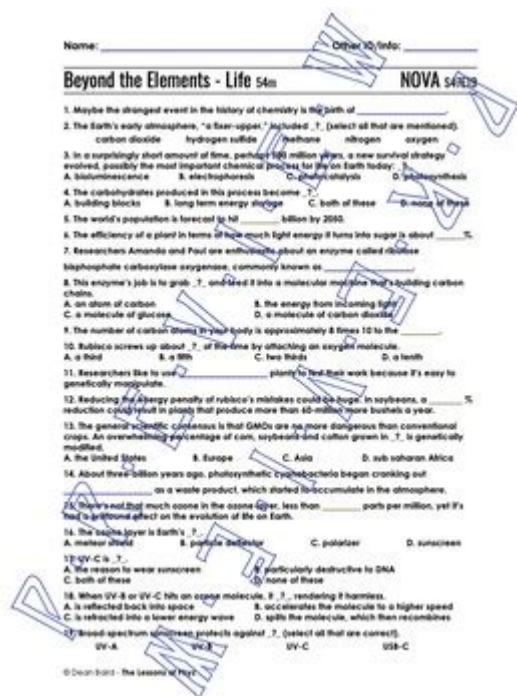 Name: ____ Other ID/Info: ____
Beyond the Elements - Life 54m NOVA
1. Maybe the strangest event in the history of chemistry is the birth of ____.
2. The Earth's early atmosphere, "a fixer-upper," included _?_ (select all that are mentioned).
carbon dioxide hydrogen sulfide methane nitrogen oxygen
3. In a surprisingly short amount of time, perhaps 500 million years, a new survival strategy
evolved, possibly the most important chemical process for life on Earth today: _?_.
A. bioluminescence B. electrophoresis C. photocatalysis D. photosynthesis
4. The carbohydrates produced in this process become _?_.
A. building blocks B. long term energy storage C. both of these D. none of these
5. The world's population is forecast to hit ____ billion by 2050.
6. The efficiency of a plant in terms of how much light energy it turns into sugar is about ____%.
7. Researchers Amanda and Paul are enthusiastic about an enzyme called ribulose
bisphosphate carboxylase oxygenase, commonly known as ____.
8. This enzyme's job is to grab _?_ and feed it into a molecular machine that's building carbon
chains.
A. an atom of carbon B. the energy from incoming light
C. a molecule of glucose D. a molecule of carbon dioxide
9. The number of carbon atoms in your body is approximately 8 times 10 to the ____.
10. Rubisco screws up about _?_ of the time by attaching an oxygen molecule.
A. a third B. a fifth C. two thirds D. a tenth
11. Researchers like to use ____ plants to test their work because it's easy to
genetically manipulate.
12. Reducing the energy penalty of rubisco's mistakes could be huge. In soybeans, a ____%
reduction could result in plants that produce more than 60-million more bushels a year.
13. The general scientific consensus is that GMOs are no more dangerous than conventional
crops. An overwhelming percentage of corn, soybeans and cotton grown in _?_ is genetically
modified.
A. the United States B. Europe C. Asia D. sub saharan Africa
14. About three billion years ago, photosynthetic cyanobacteria began cranking out
____ as a waste product, which started to accumulate in the atmosphere.
15. There's not that much ozone in the ozone layer, less than ____ parts per million, yet it's
had a profound effect on the evolution of life on Earth.
16. The ozone layer is Earth's _?_.
A. meteor shield B. particle deflector C. polarizer D. sunscreen
17. UV-C is _?_.
A. the reason to wear sunscreen B. particularly destructive to DNA
C. both of these D. none of these
18. When UV-B or UV-C hits an ozone molecule, it _?_, rendering it harmless.
A. is reflected back into space B. accelerates the molecule to a higher speed
C. is refracted into a lower energy wave D. splits the molecule, which then recombines
19. Broad spectrum sunscreen protects against _?_ (select all that are correct).
UV-A UV-B UV-C USB-C
© Dean Baird - The Lessons of Phyz